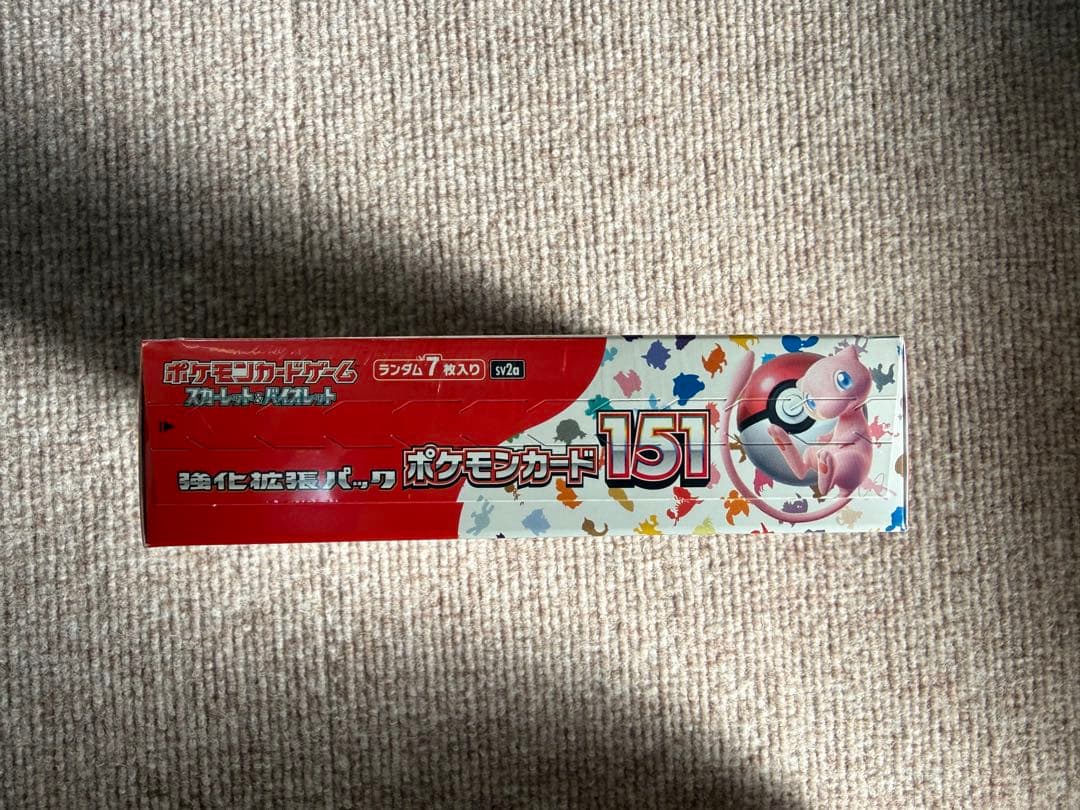 ポケモンカードゲーム
スカーレット&バイオレット
ランダム7枚入り
sv2a
強化拡張パック
ポケモンカード151